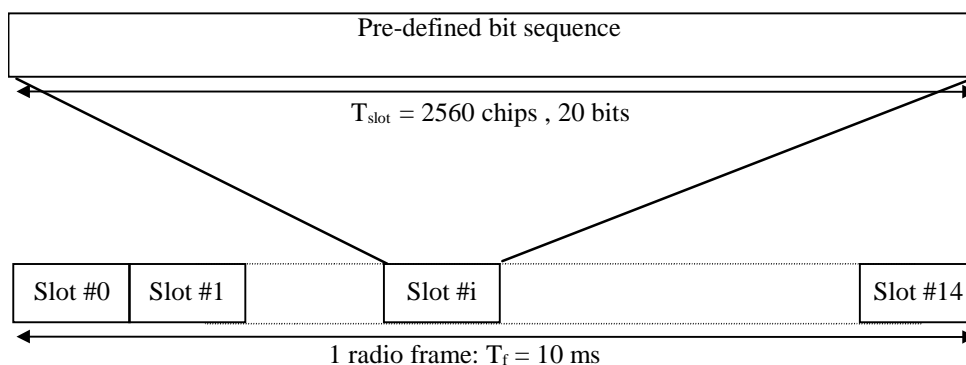 Pre-defined bit sequence
T_slot = 2560 chips , 20 bits
Slot #0 Slot #1 Slot #i Slot #14
1 radio frame: T_f = 10 ms